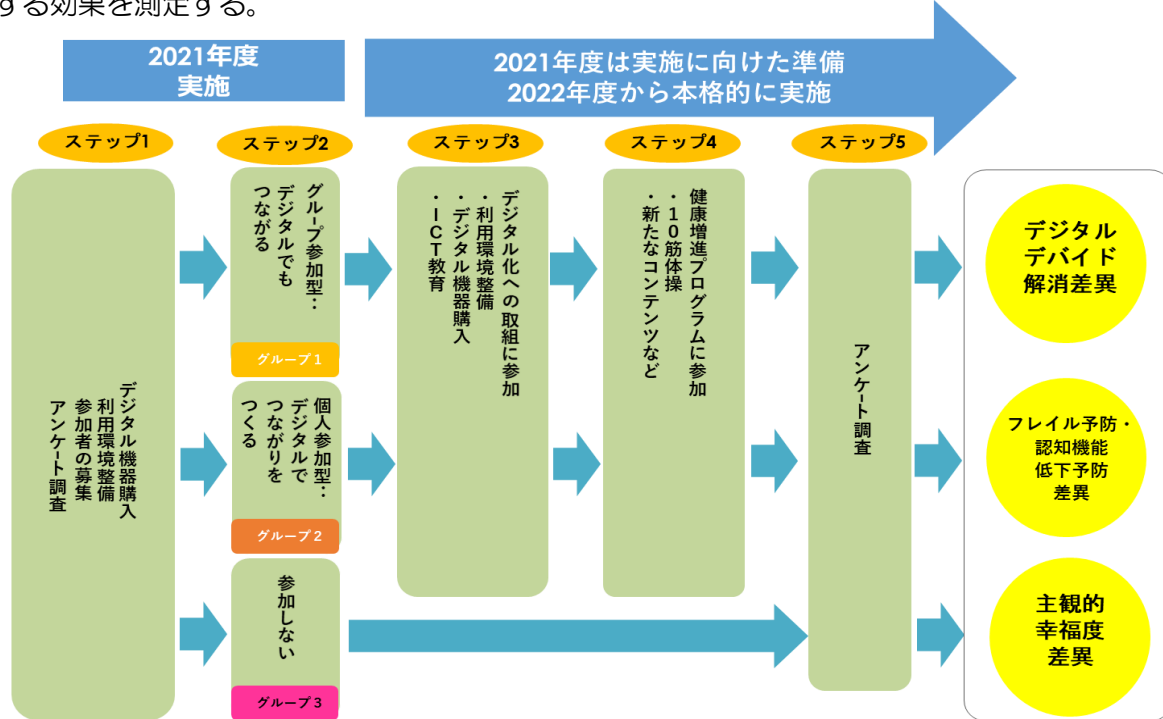 する効果を測定する。
2021年度
実施
2021年度は実施に向けた準備
2022年度から本格的に実施
ステップ1
ステップ2
ステップ3
ステップ4
ステップ5
デジタル機器購入
利用環境整備
参加者の募集
アンケート調査
グループ参加型：
デジタルでも
つながる
グループ1
個人参加型：
デジタルで
つながりを
つくる
グループ2
参加しない
グループ3
デジタル化への取組に参加
・利用環境整備
・デジタル機器購入
・ICT教育
健康増進プログラムに参加
・10筋体操
・新たなコンテンツなど
アンケート調査
デジタル
デバイド
解消差異
フレイル予防・
認知機能
低下予防
差異
主観的
幸福度
差異